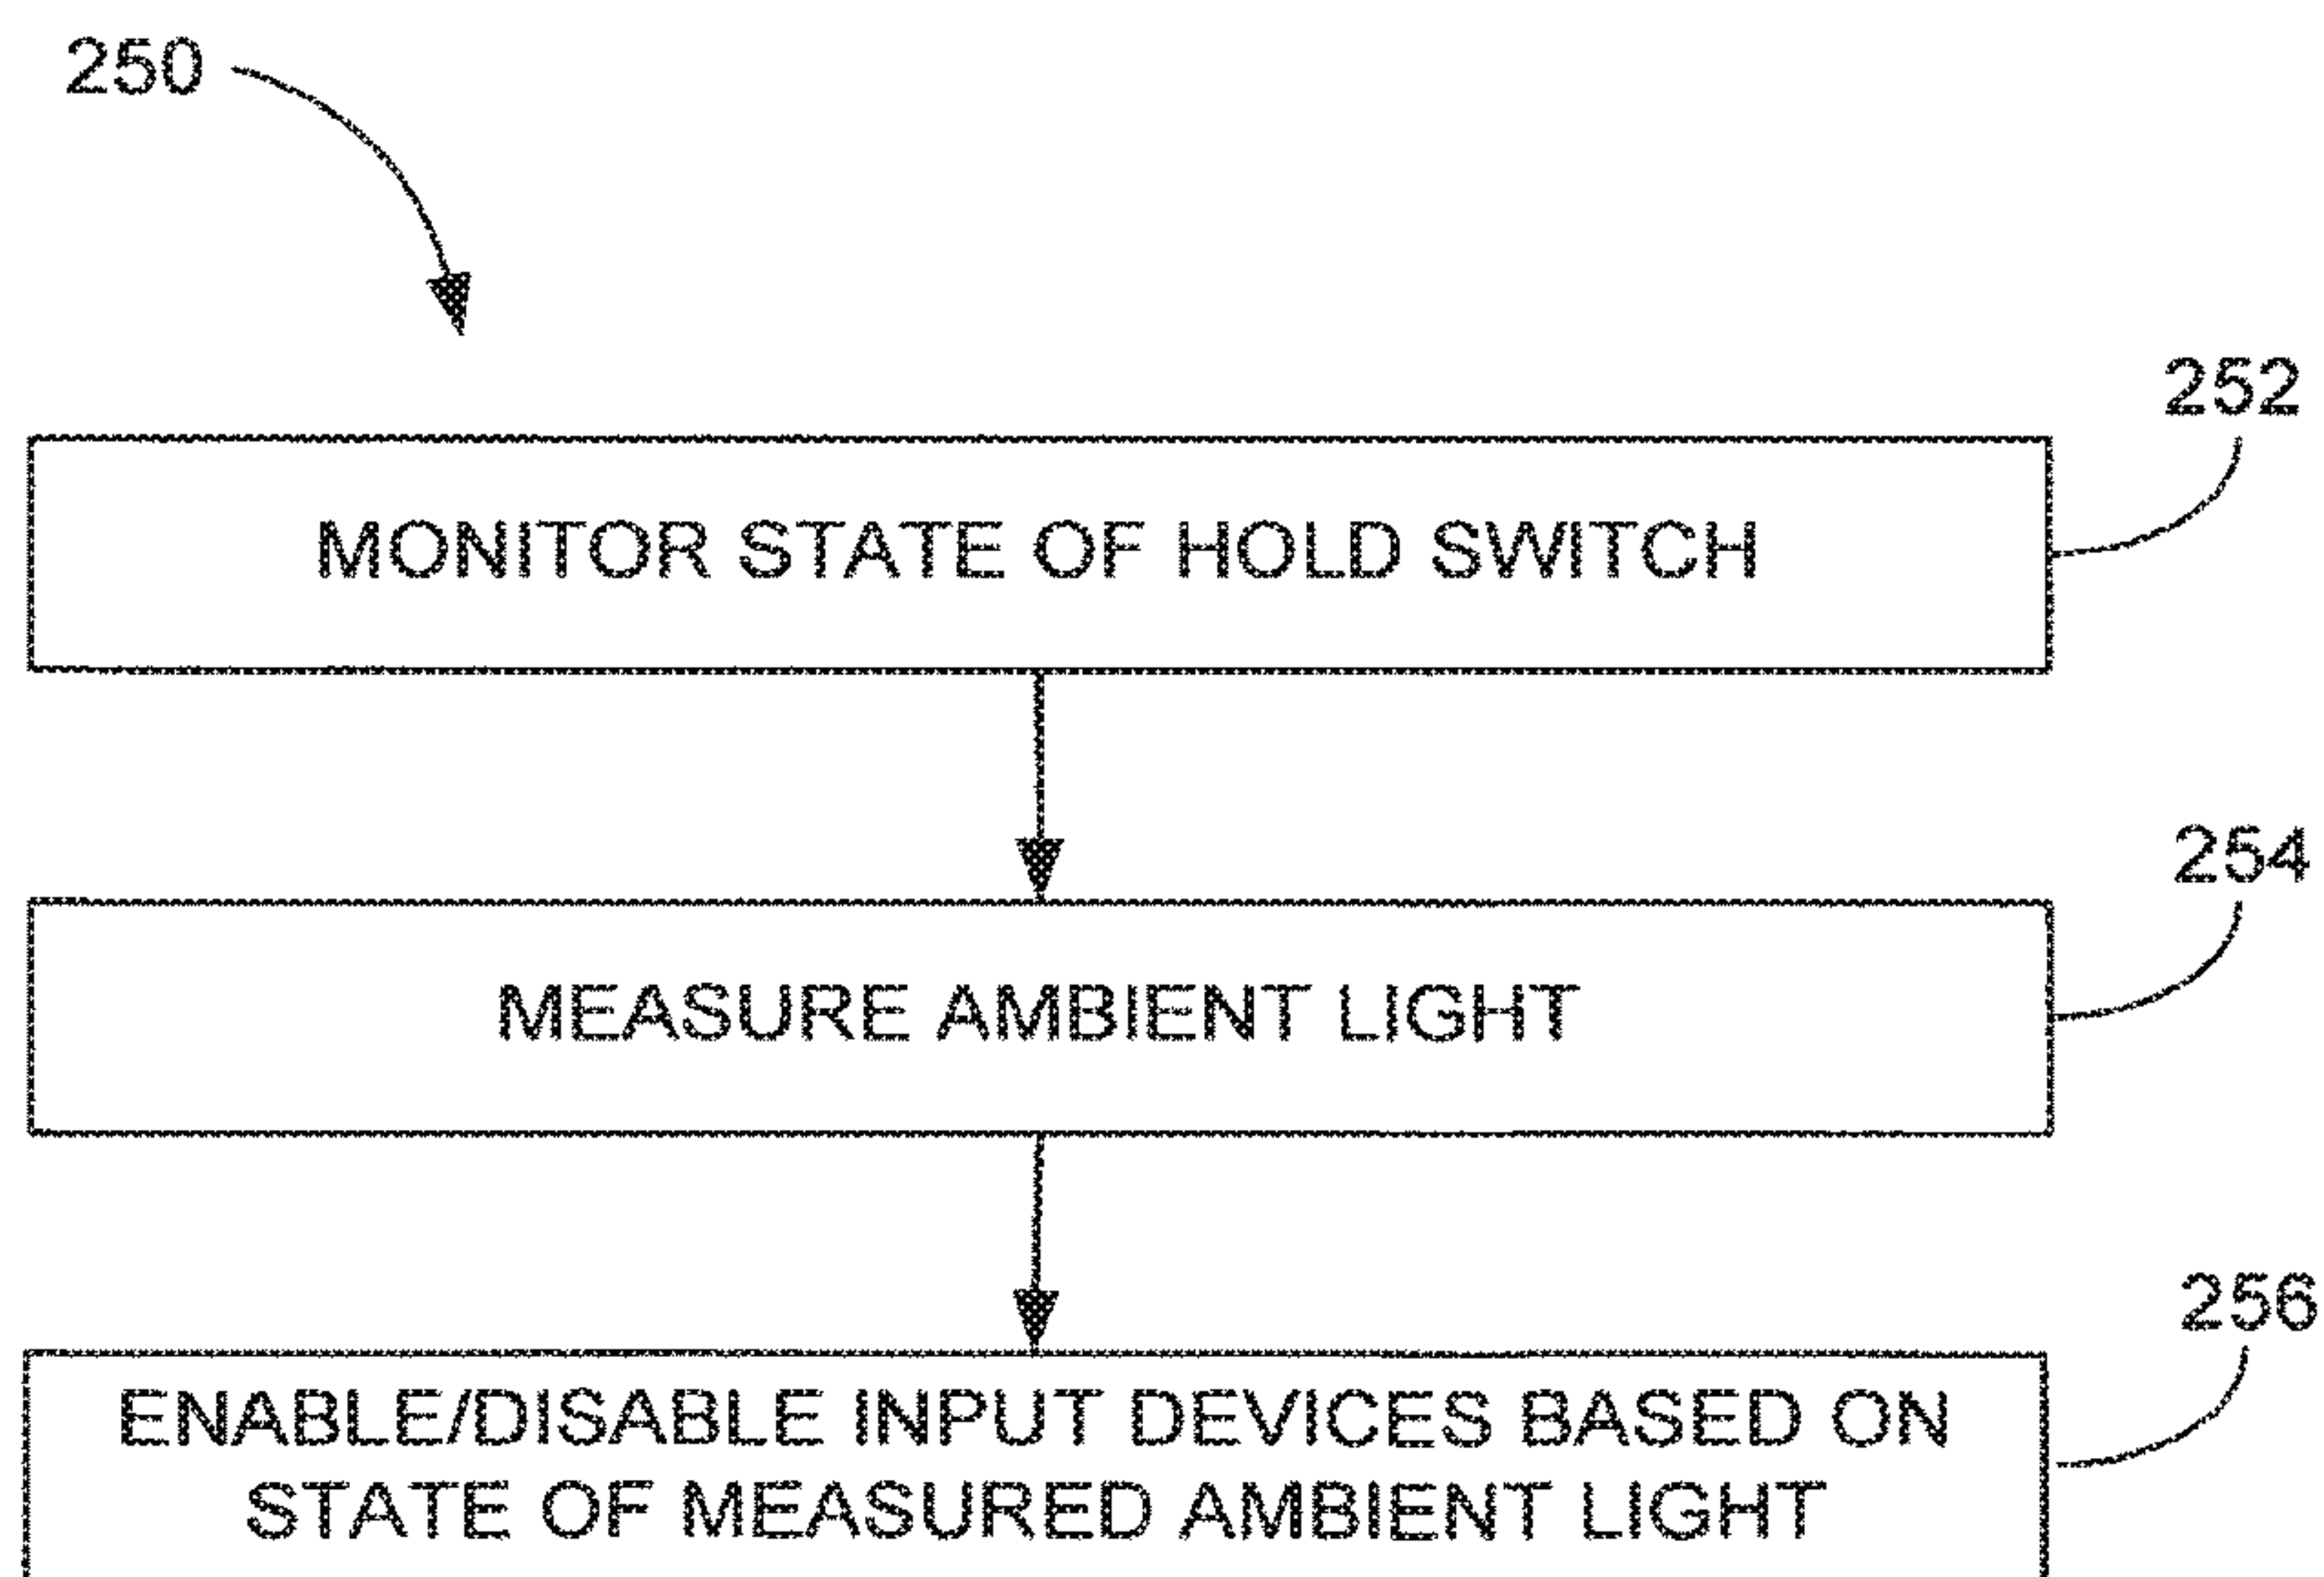 250
252
MONITOR STATE OF HOLD SWITCH
254
MEASURE AMBIENT LIGHT
256
ENABLE/DISABLE INPUT DEVICES BASED ON
STATE OF MEASURED AMBIENT LIGHT